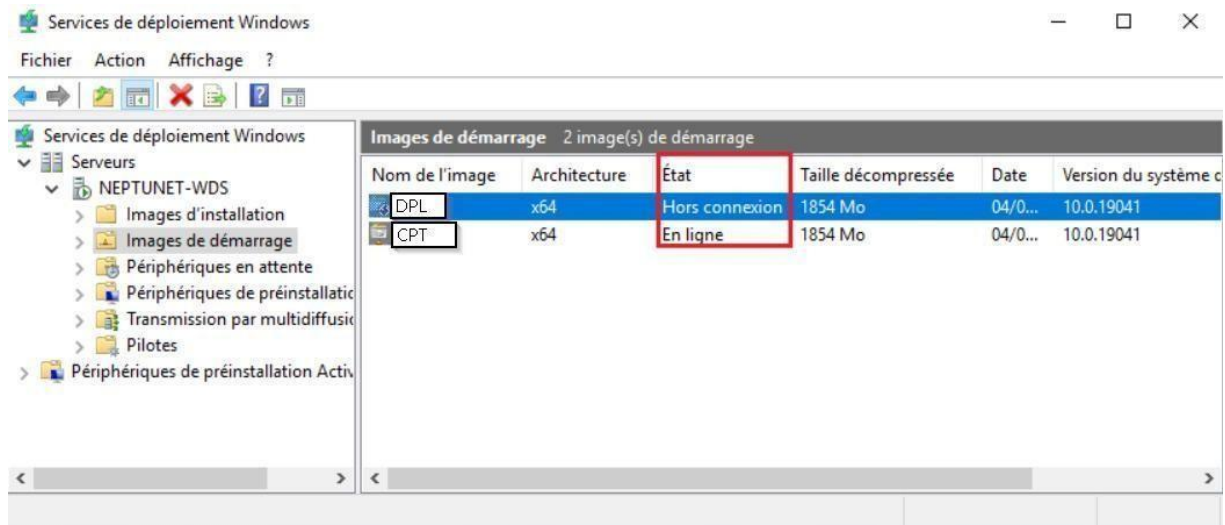 Services de déploiement Windows
Fichier Action Affichage ?
Services de déploiement Windows
Serveurs
NEPTUNET-WDS
Images d'installation
Images de démarrage
Périphériques en attente
Périphériques de préinstallatic
Transmission par multidiffusic
Pilotes
Périphériques de préinstallation Activ
Images de démarrage 2 image(s) de démarrage
Nom de l'image Architecture État Taille décompressée Date Version du système c
DPL x64 Hors connexion 1854 Mo 04/0... 10.0.19041
CPT x64 En ligne 1854 Mo 04/0... 10.0.19041